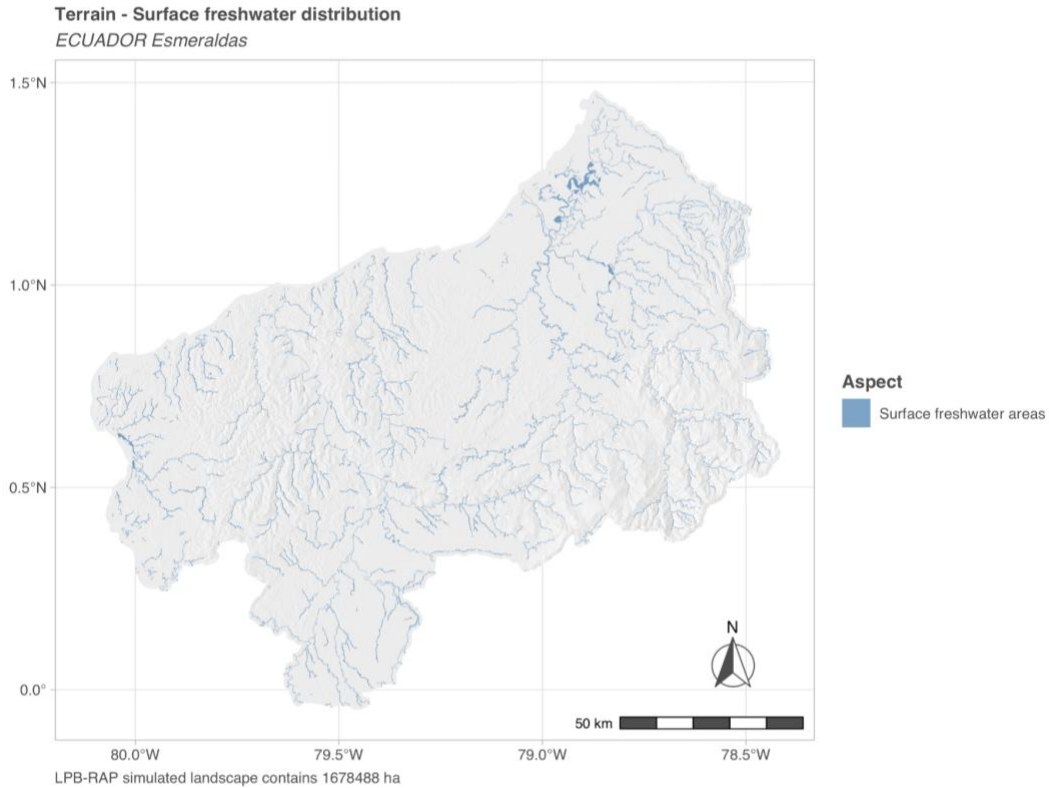 Terrain - Surface freshwater distribution
ECUADOR Esmeraldas
1.5°N
1.0°N
0.5°N
0.0°
80.0°W
79.5°W
79.0°W
78.5°W
N
50 km
Aspect
Surface freshwater areas
LPB-RAP simulated landscape contains 1678488 ha